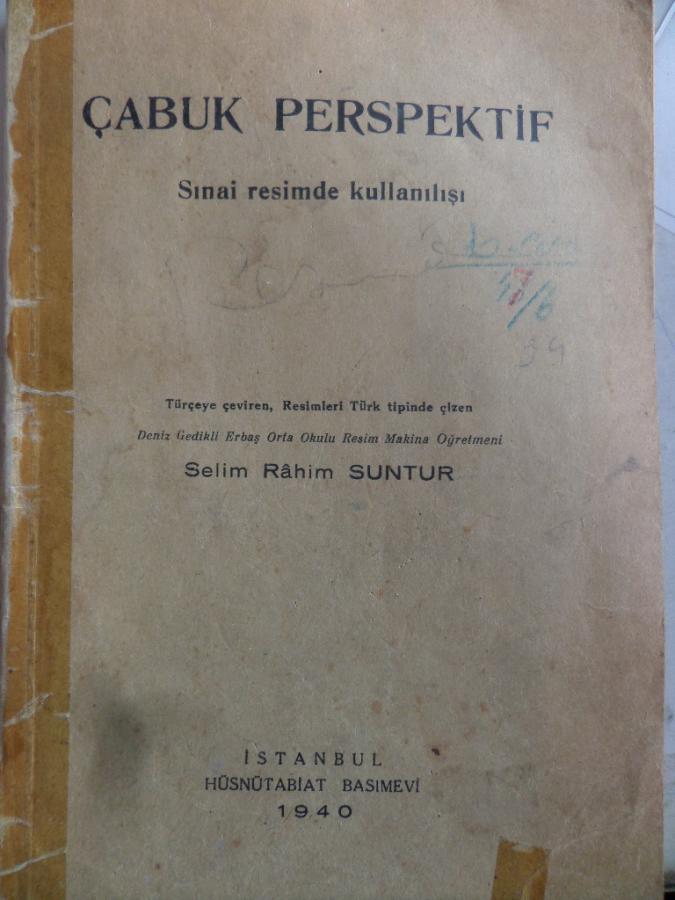 ÇABUK PERSPEKTİF
Sınai resimde kullanılışı
94
Türçeye çeviren, Resimleri Türk tipinde çizen
Deniz Gedikli Erbaş Orta Okulu Resim Makina Öğretmeni
Selim Râhim SUNTUR
İSTANBUL
HÜSNÜTABİAT BASIMEVİ
1940